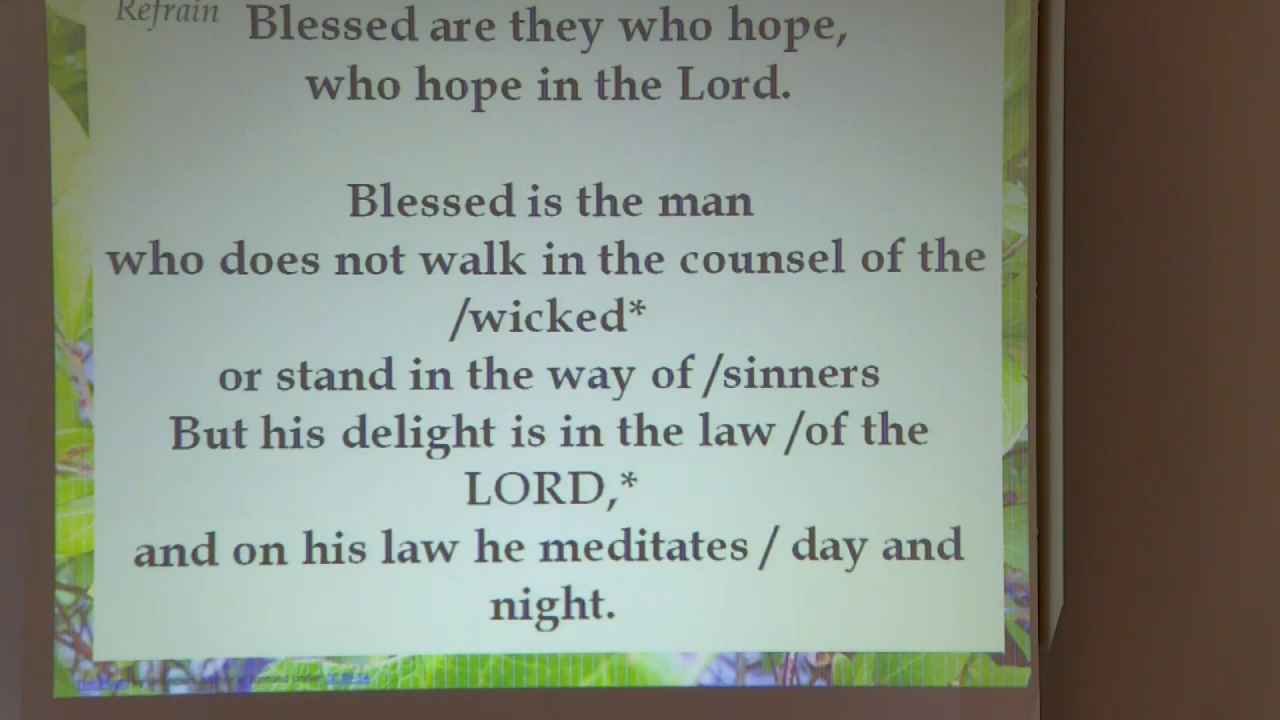 Refrain Blessed are they who hope,
who hope in the Lord.
Blessed is the man
who does not walk in the counsel of the
/wicked*
or stand in the way of /sinners
But his delight is in the law /of the
LORD,*
and on his law he meditates / day and
night.